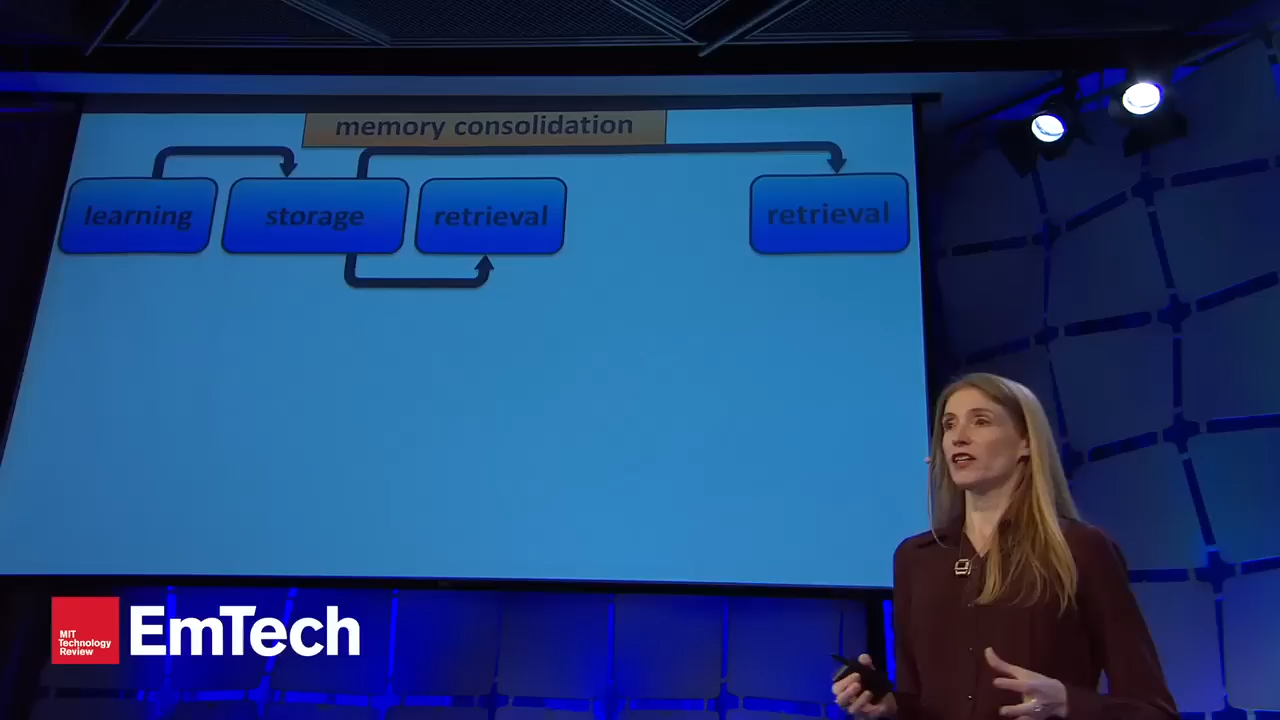 memory consolidation
learning
storage
retrieval
retrieval
MIT
Technology
Review
EmTech